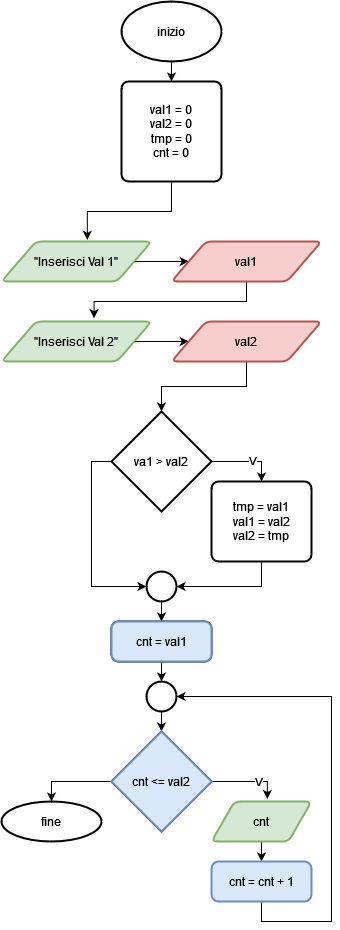 inizio
val1 = 0
val2 = 0
tmp = 0
cnt = 0
"Inserisci Val 1"
val1
"Inserisci Val 2"
val2
va1 > val2
V
tmp = val1
val1 = val2
val2 = tmp
cnt = val1
cnt <= val2
V
fine
cnt
cnt = cnt + 1